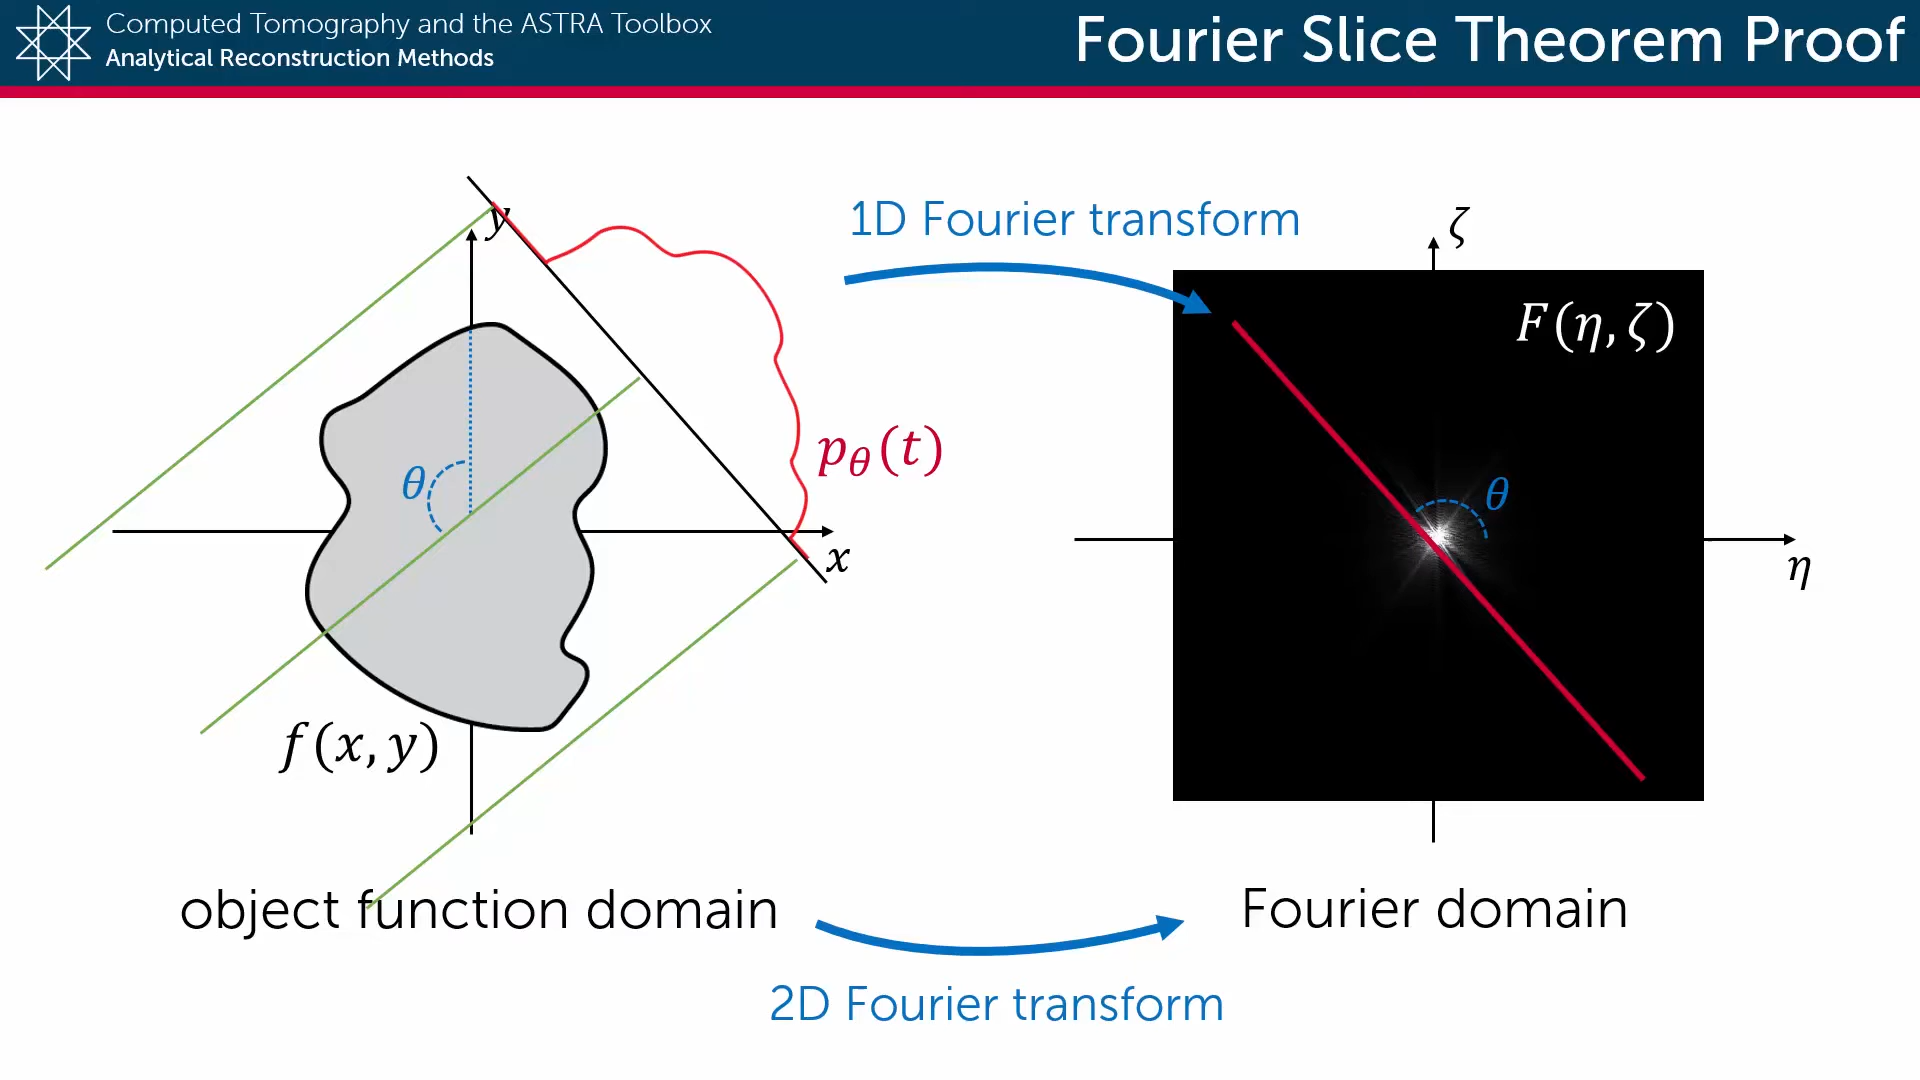 Computed Tomography and the ASTRA Toolbox
Analytical Reconstruction Methods
Fourier Slice Theorem Proof
y
1D Fourier transform
ζ
F(η, ζ)
p_θ(t)
θ
θ
x
η
f(x, y)
object function domain
Fourier domain
2D Fourier transform